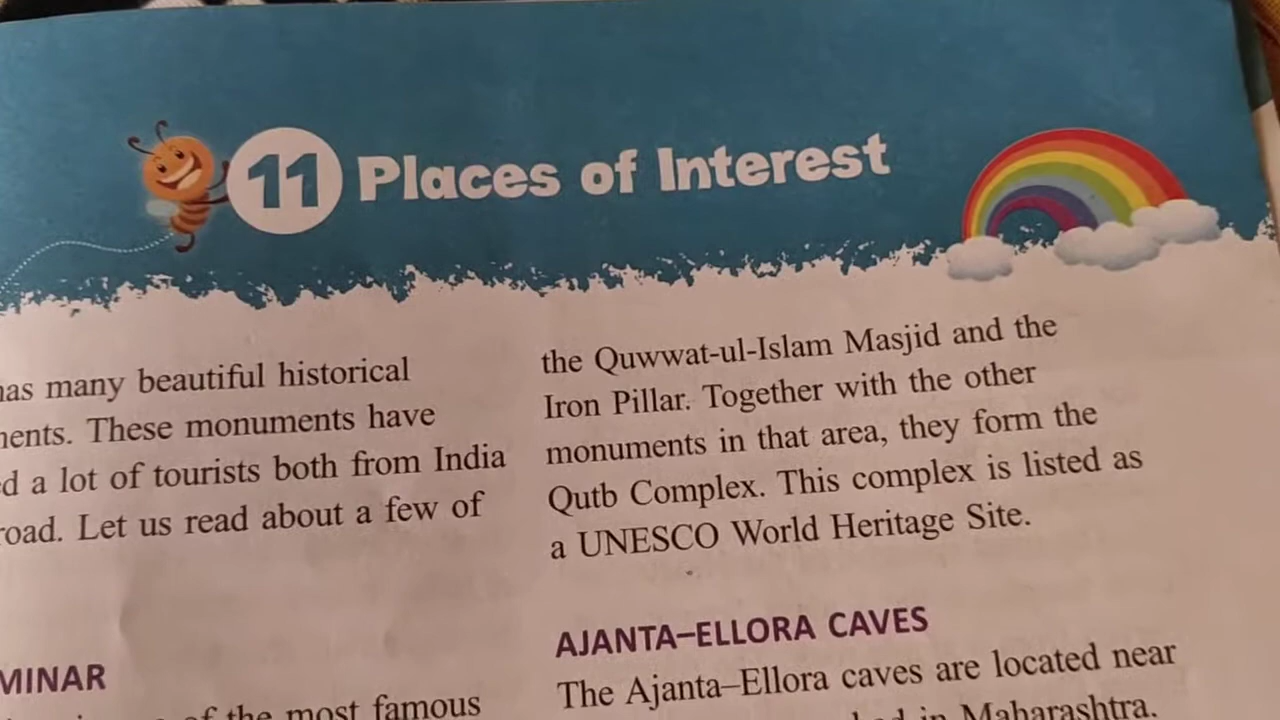 11 Places of Interest
has many beautiful historical
These monuments have
a lot of tourists both from India
Let us read about a few of
MINAR
of the most famous
the Quwwat-ul-Islam Masjid and the
Iron Pillar. Together with the other
monuments in that area, they form the
Qutb Complex. This complex is listed as
a UNESCO World Heritage Site.
AJANTA–ELLORA CAVES
The Ajanta–Ellora caves are located near
in Maharashtra.